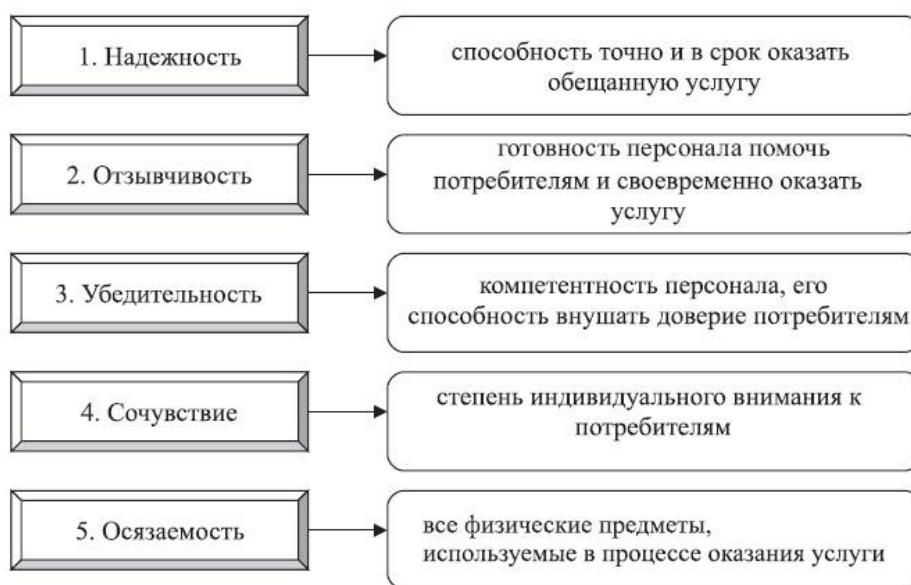 1. Надежность
способность точно и в срок оказать
обещанную услугу
2. Отзывчивость
готовность персонала помочь
потребителям и своевременно оказать
услугу
3. Убедительность
компетентность персонала, его
способность внушать доверие потребителям
4. Сочувствие
степень индивидуального внимания к
потребителям
5. Осязаемость
все физические предметы,
используемые в процессе оказания услуги